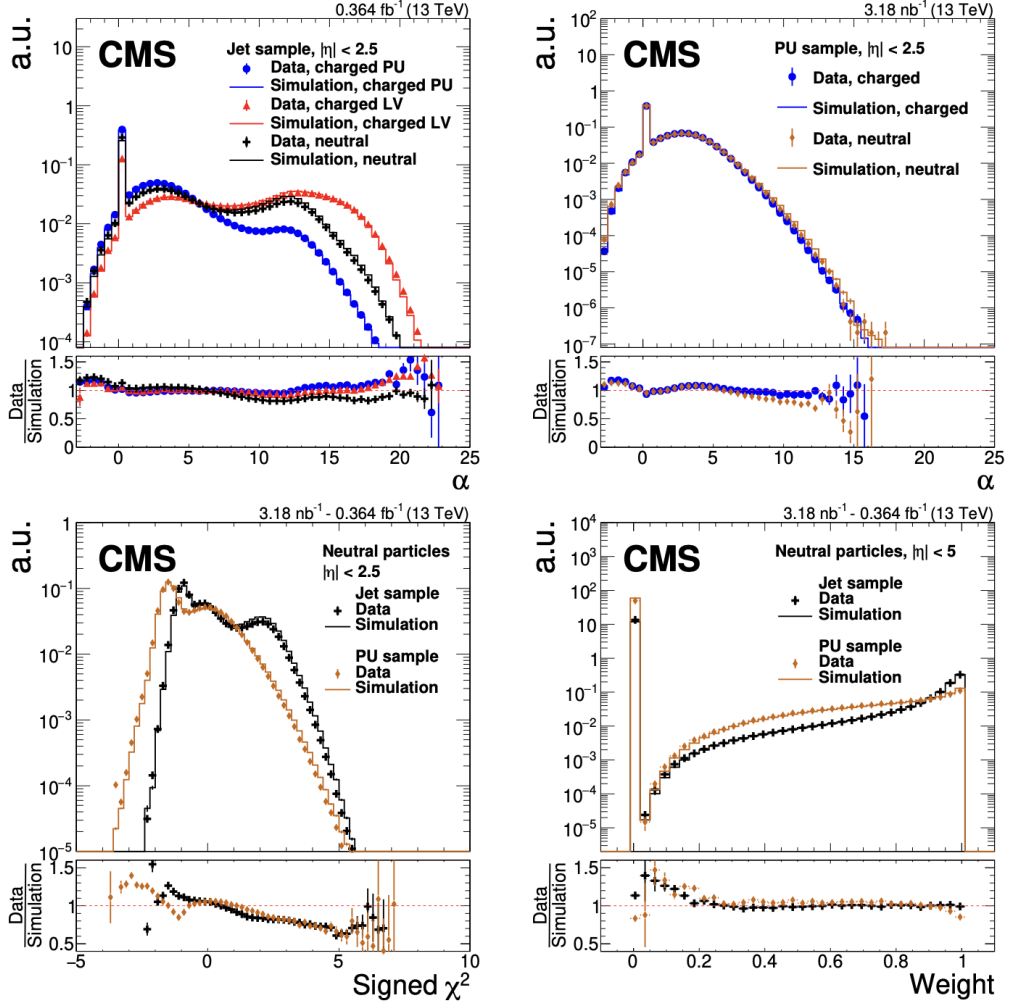 0.364 fb⁻¹ (13 TeV)
a.u.
CMS
Jet sample, |η| < 2.5
Data, charged PU
Simulation, charged PU
Data, charged LV
Simulation, charged LV
Data, neutral
Simulation, neutral
10
1
10⁻¹
10⁻²
10⁻³
10⁻⁴
Data
Simulation
1.5
1
0.5
0
0 5 10 15 20 25
α
3.18 nb⁻¹ (13 TeV)
a.u.
CMS
PU sample, |η| < 2.5
Data, charged
Simulation, charged
Data, neutral
Simulation, neutral
10²
10
1
10⁻¹
10⁻²
10⁻³
10⁻⁴
10⁻⁵
10⁻⁶
10⁻⁷
Data
Simulation
1.5
1
0.5
0
0 5 10 15 20 25
α
3.18 nb⁻¹ - 0.364 fb⁻¹ (13 TeV)
a.u.
CMS
Neutral particles
|η| < 2.5
Jet sample
Data
Simulation
PU sample
Data
Simulation
1
10⁻¹
10⁻²
10⁻³
10⁻⁴
10⁻⁵
Data
Simulation
1.5
1
0.5
−5 0 5 10
Signed χ²
3.18 nb⁻¹ - 0.364 fb⁻¹ (13 TeV)
a.u.
CMS
Neutral particles, |η| < 5
Jet sample
Data
Simulation
PU sample
Data
Simulation
10⁴
10³
10²
10
1
10⁻¹
10⁻²
10⁻³
10⁻⁴
10⁻⁵
Data
Simulation
1.5
1
0.5
0 0.2 0.4 0.6 0.8 1
Weight